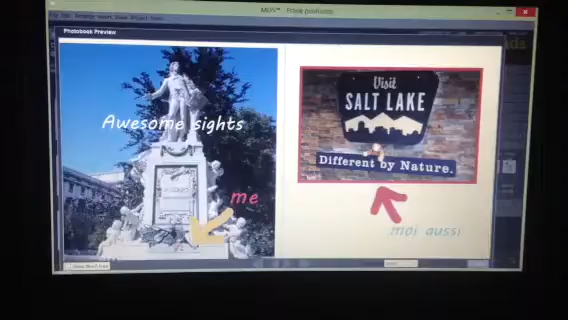 Photobook Preview
Awesome sights
me
Visit
SALT LAKE
Different by Nature.
moi aussi